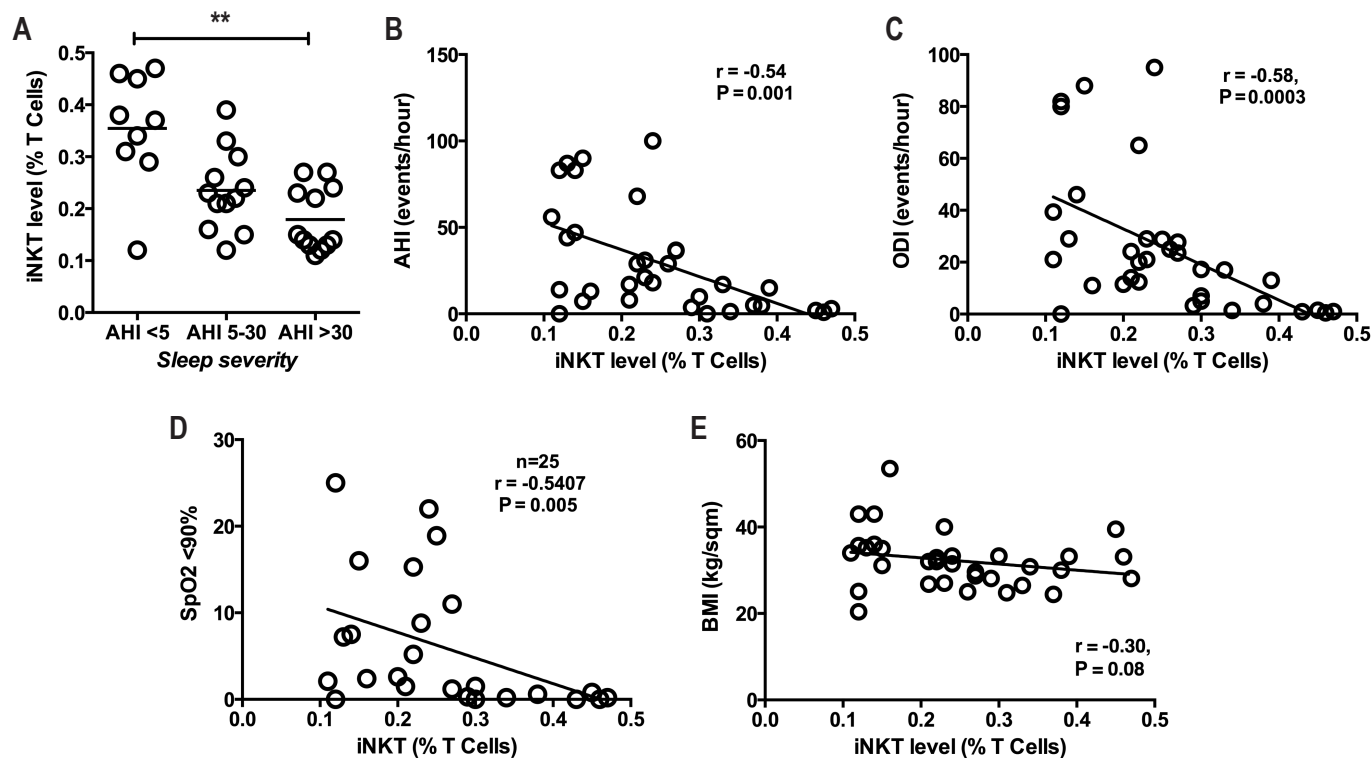 A
**
iNKT level (% T Cells)
0.5
0.4
0.3
0.2
0.1
0.0
AHI <5 AHI 5-30 AHI >30
Sleep severity
B
AHI (events/hour)
150
100
50
0
r = -0.54
P = 0.001
0.0 0.1 0.2 0.3 0.4 0.5
iNKT level (% T Cells)
C
ODI (events/hour)
100
80
60
40
20
0
r = -0.58,
P =0.0003
0.0 0.1 0.2 0.3 0.4 0.5
iNKT level (% T Cells)
D
SpO2 <90%
30
20
10
0
n=25
r = -0.5407
P = 0.005
0.0 0.1 0.2 0.3 0.4 0.5
iNKT (% T Cells)
E
BMI (kg/sqm)
60
40
20
0
r = -0.30,
P = 0.08
0.0 0.1 0.2 0.3 0.4 0.5
iNKT level (% T Cells)